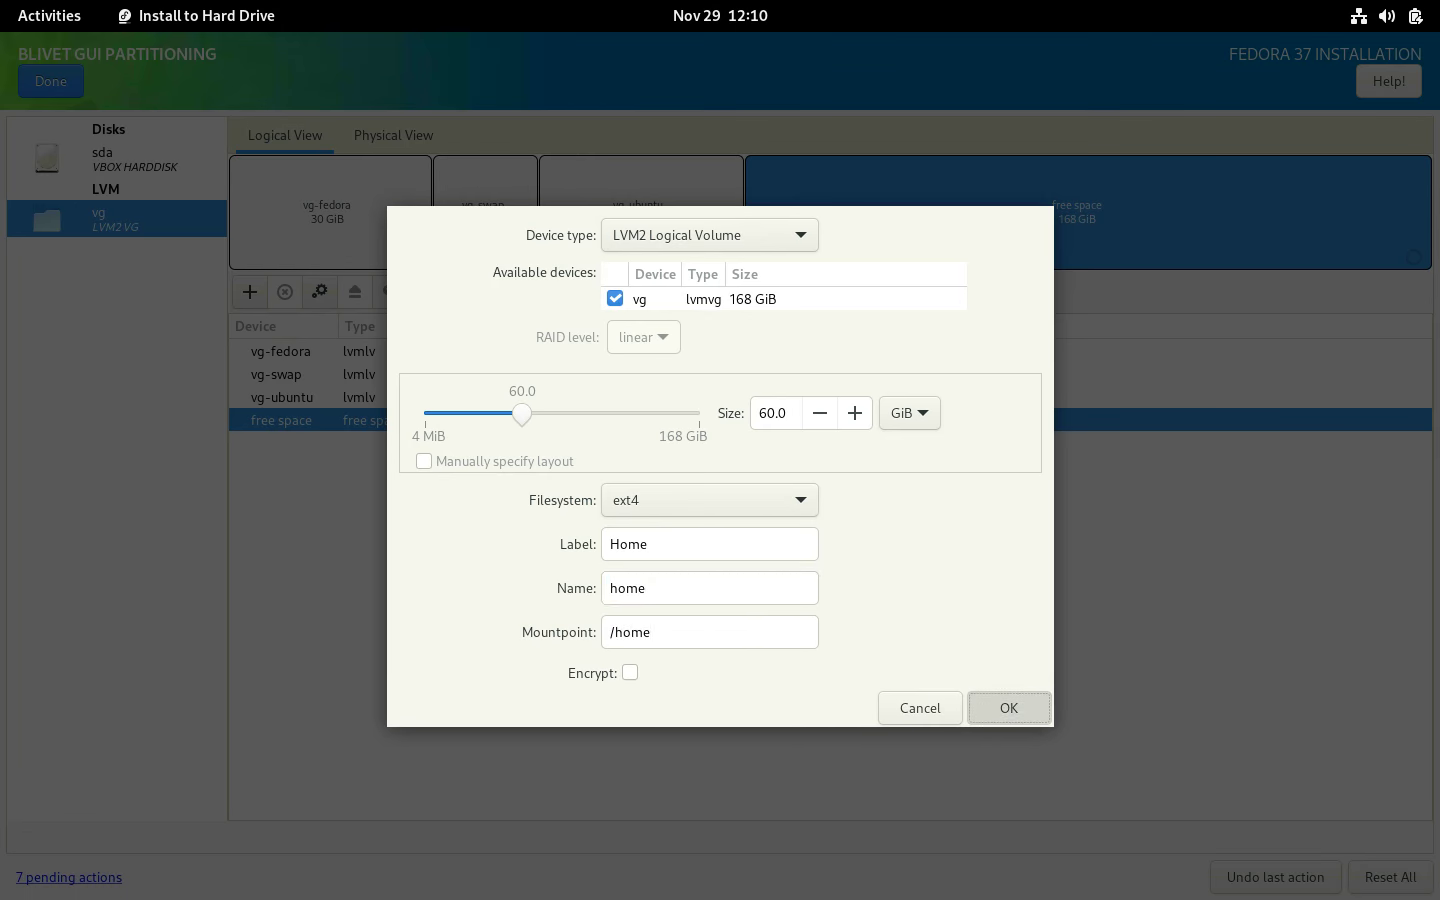 Activities Install to Hard Drive Nov 29 12:10
BLIVET GUI PARTITIONING FEDORA 37 INSTALLATION
Done Help!
Disks
sda
VBOX HARDDISK
LVM
vg
LVM2 VG
Logical View Physical View
vg-fedora
30 GiB
vg-swap
vg-ubuntu
free space
168 GiB
Device Type
vg-fedora lvmlv
vg-swap lvmlv
vg-ubuntu lvmlv
free space free
Device type: LVM2 Logical Volume
Available devices: Device Type Size
vg lvmvg 168 GiB
RAID level: linear
60.0
Size: 60.0 GiB
4 MiB 168 GiB
Manually specify layout
Filesystem: ext4
Label: Home
Name: home
Mountpoint: /home
Encrypt:
Cancel OK
7 pending actions Undo last action Reset All